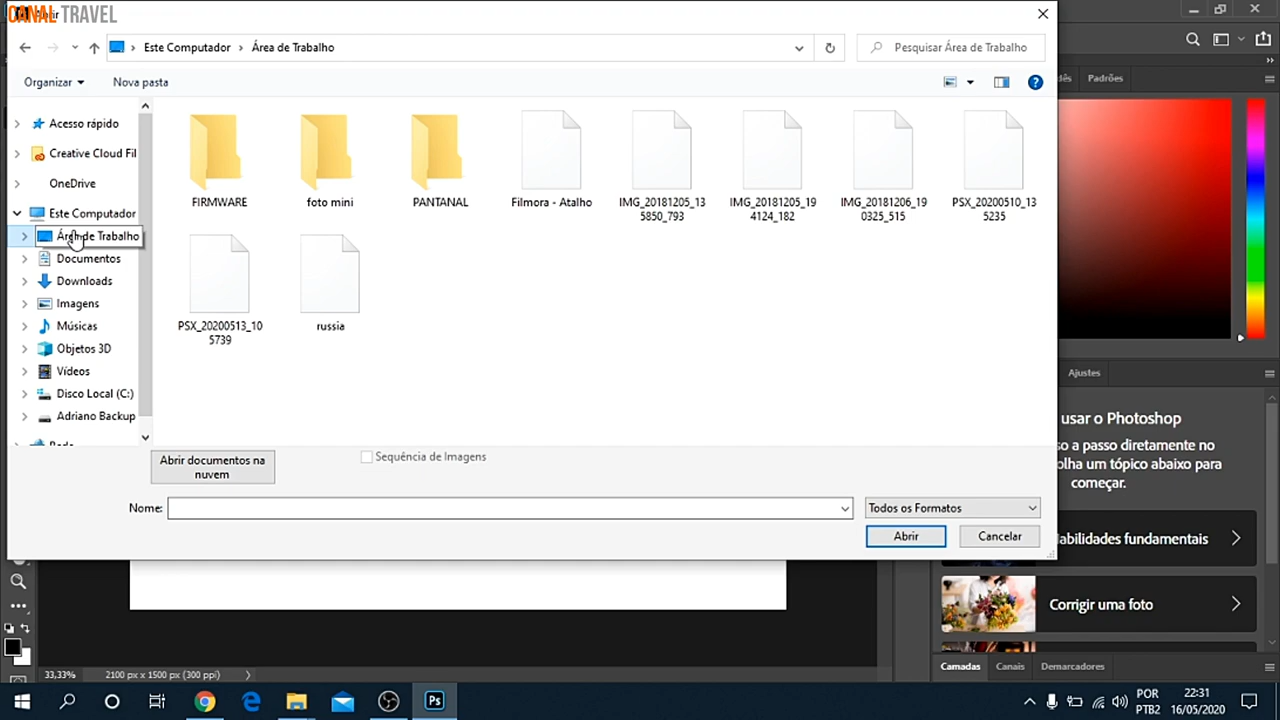 CANAL TRAVEL
Este Computador > Área de Trabalho
Pesquisar Área de Trabalho
Organizar
Nova pasta
Acesso rápido
Creative Cloud Fil
OneDrive
Este Computador
Área de Trabalho
Documentos
Downloads
Imagens
Músicas
Objetos 3D
Vídeos
Disco Local (C:)
Adriano Backup
FIRMWARE
foto mini
PANTANAL
Filmora - Atalho
IMG_20181205_135850_793
IMG_20181205_194124_182
IMG_20181206_190325_515
PSX_20200510_135235
PSX_20200513_105739
russia
Abrir documentos na
nuvem
Sequência de Imagens
Nome:
Todos os Formatos
Abrir
Cancelar
Padrões
Ajustes
usar o Photoshop
o a passo diretamente no
olha um tópico abaixo para
começar.
Habilidades fundamentais
Corrigir uma foto
Camadas
Canais
Demarcadores
33,33%
2100 px x 1500 px (300 ppi)
Ps
POR
PTB2
22:31
16/05/2020